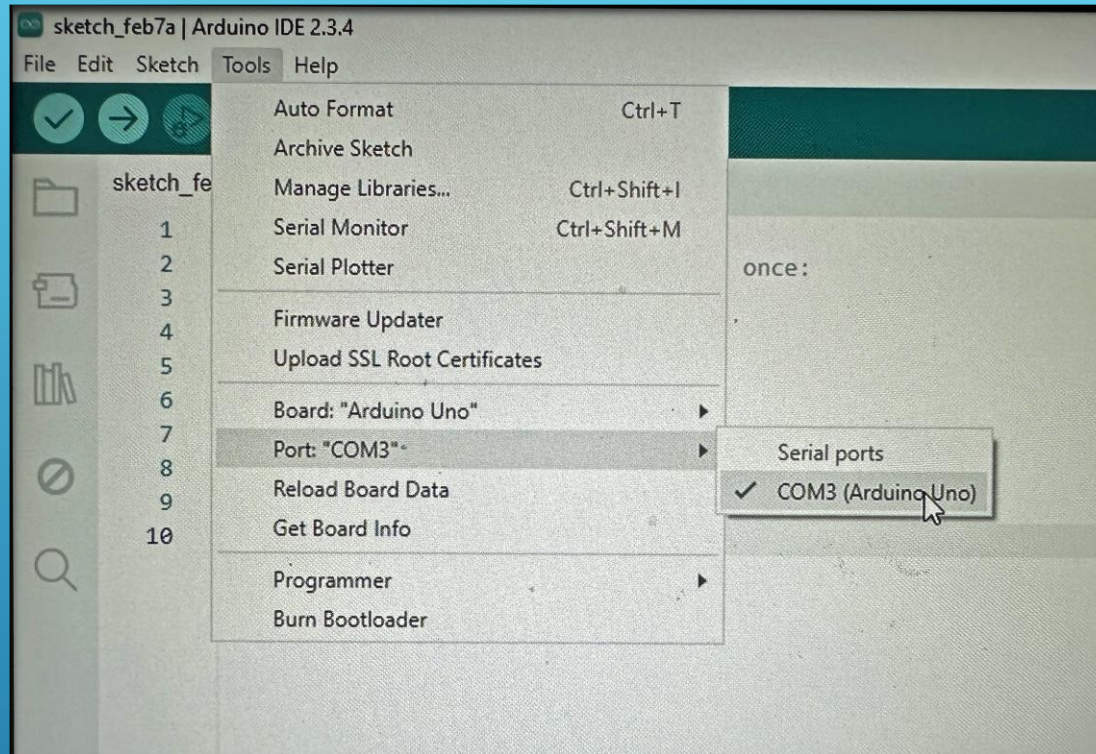 sketch_feb7a | Arduino IDE 2.3.4
File Edit Sketch Tools Help
Auto Format Ctrl+T
Archive Sketch
sketch_fe
Manage Libraries... Ctrl+Shift+I
1
Serial Monitor Ctrl+Shift+M
2
Serial Plotter
once:
3
Firmware Updater
4
Upload SSL Root Certificates
5
6
Board: "Arduino Uno"
7
Port: "COM3"
Serial ports
8
Reload Board Data
COM3 (Arduino Uno)
9
Get Board Info
10
Programmer
Burn Bootloader